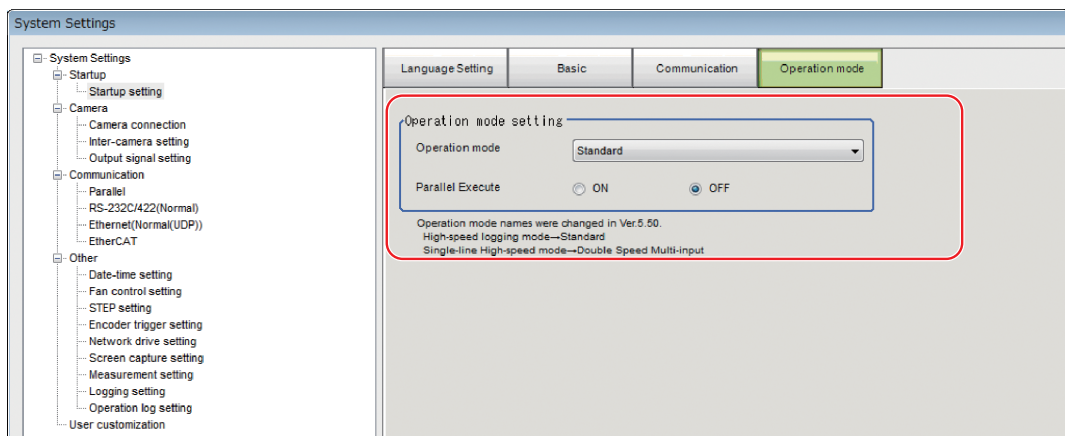 System Settings
System Settings
Startup
Startup setting
Camera
Camera connection
Inter-camera setting
Output signal setting
Communication
Parallel
RS-232C/422(Normal)
Ethernet(Normal(UDP))
EtherCAT
Other
Date-time setting
Fan control setting
STEP setting
Encoder trigger setting
Network drive setting
Screen capture setting
Measurement setting
Logging setting
Operation log setting
User customization
Language Setting Basic Communication Operation mode
Operation mode setting
Operation mode Standard
Parallel Execute ON OFF
Operation mode names were changed in Ver.5.50.
High-speed logging mode→Standard
Single-line High-speed mode→Double Speed Multi-input